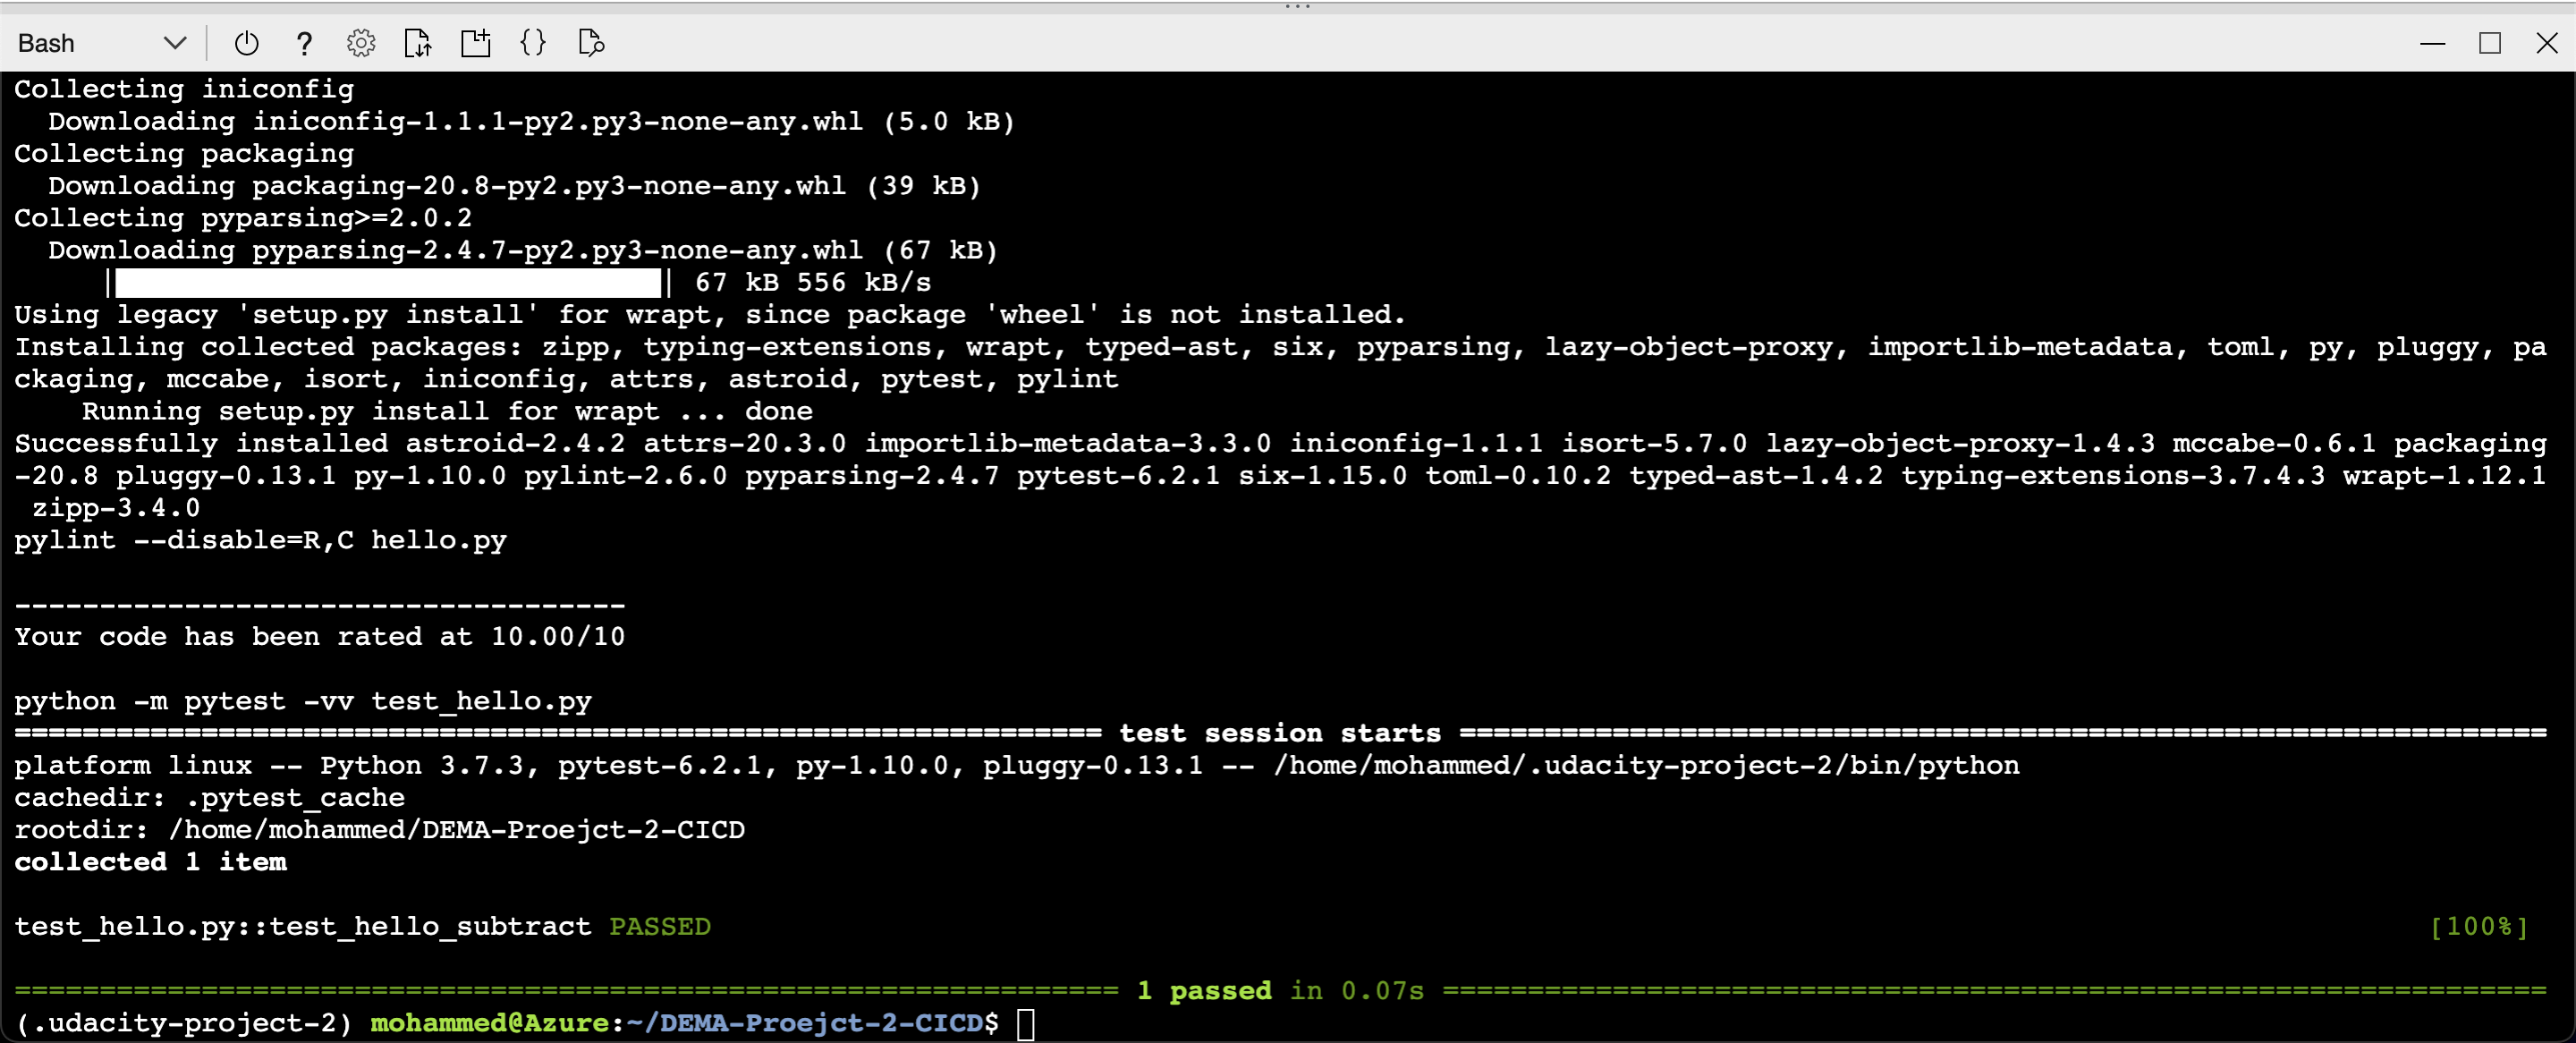 Bash
Collecting iniconfig
  Downloading iniconfig-1.1.1-py2.py3-none-any.whl (5.0 kB)
Collecting packaging
  Downloading packaging-20.8-py2.py3-none-any.whl (39 kB)
Collecting pyparsing>=2.0.2
  Downloading pyparsing-2.4.7-py2.py3-none-any.whl (67 kB)
| | 67 kB 556 kB/s
Using legacy 'setup.py install' for wrapt, since package 'wheel' is not installed.
Installing collected packages: zipp, typing-extensions, wrapt, typed-ast, six, pyparsing, lazy-object-proxy, importlib-metadata, toml, py, pluggy, pa
ckaging, mccabe, isort, iniconfig, attrs, astroid, pytest, pylint
    Running setup.py install for wrapt ... done
Successfully installed astroid-2.4.2 attrs-20.3.0 importlib-metadata-3.3.0 iniconfig-1.1.1 isort-5.7.0 lazy-object-proxy-1.4.3 mccabe-0.6.1 packaging
-20.8 pluggy-0.13.1 py-1.10.0 pylint-2.6.0 pyparsing-2.4.7 pytest-6.2.1 six-1.15.0 toml-0.10.2 typed-ast-1.4.2 typing-extensions-3.7.4.3 wrapt-1.12.1
 zipp-3.4.0
pylint --disable=R,C hello.py
------------------------------------
Your code has been rated at 10.00/10
python -m pytest -vv test_hello.py
================================================================ test session starts ================================================================
platform linux -- Python 3.7.3, pytest-6.2.1, py-1.10.0, pluggy-0.13.1 -- /home/mohammed/.udacity-project-2/bin/python
cachedir: .pytest_cache
rootdir: /home/mohammed/DEMA-Proejct-2-CICD
collected 1 item
test_hello.py::test_hello_subtract PASSED [100%]
================================================================= 1 passed in 0.07s =================================================================
(.udacity-project-2) mohammed@Azure:~/DEMA-Proejct-2-CICD$